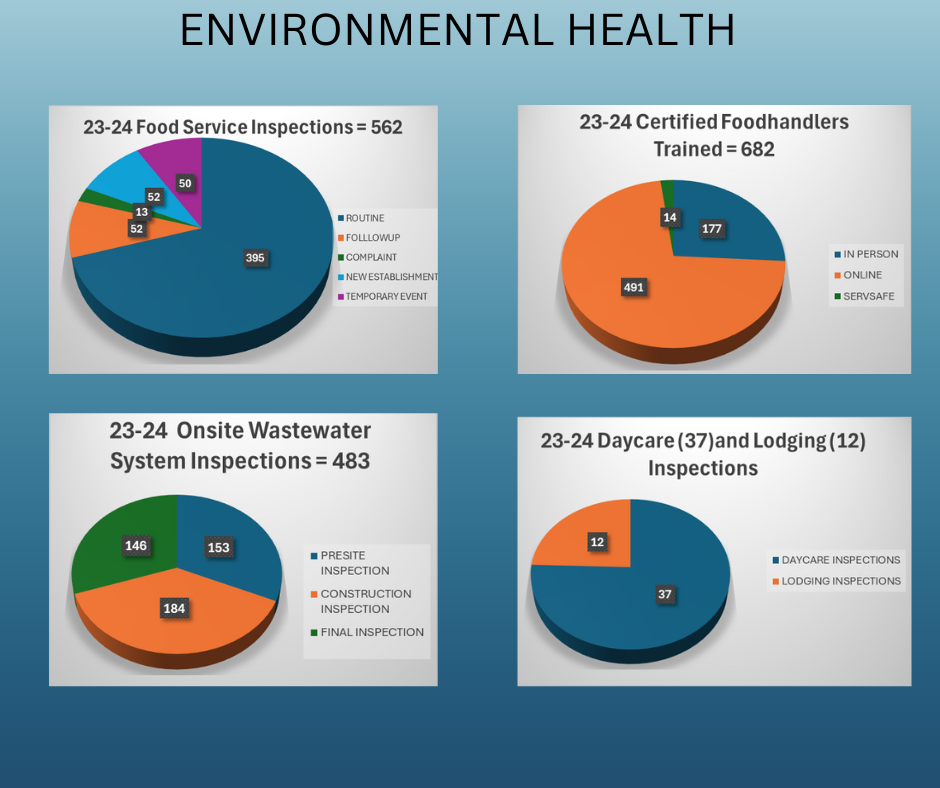 ENVIRONMENTAL HEALTH
23-24 Food Service Inspections = 562
50
52
13
52
395
ROUTINE
FOLLLOWUP
COMPLAINT
NEW ESTABLISHMENT
TEMPORARY EVENT
23-24 Certified Foodhandlers
Trained = 682
14
177
491
IN PERSON
ONLINE
SERVSAFE
23-24 Onsite Wastewater
System Inspections = 483
146
153
184
PRESITE
INSPECTION
CONSTRUCTION
INSPECTION
FINAL INSPECTION
23-24 Daycare (37)and Lodging (12)
Inspections
12
37
DAYCARE INSPECTIONS
LODGING INSPECTIONS